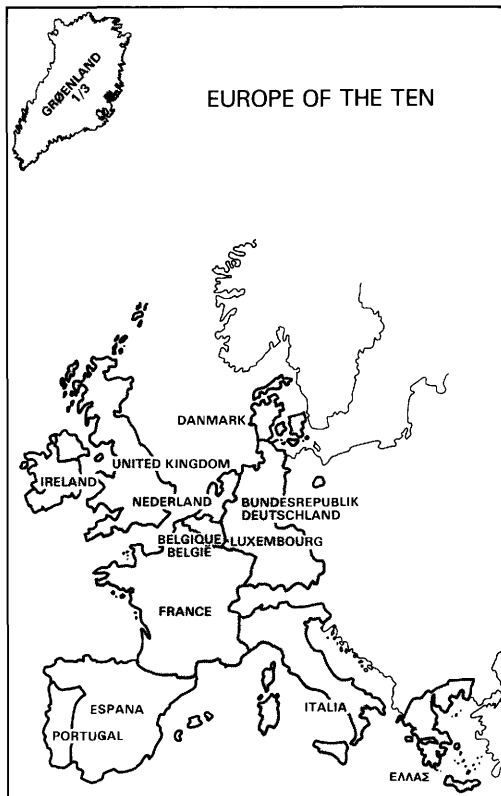 GRØENLAND
1/3
EUROPE OF THE TEN
DANMARK
UNITED KINGDOM
IRELAND
NEDERLAND
BUNDESREPUBLIK
DEUTSCHLAND
BELGIQUE
BELGIË
LUXEMBOURG
FRANCE
ESPANA
PORTUGAL
ITALIA
ΕΛΛΑΣ